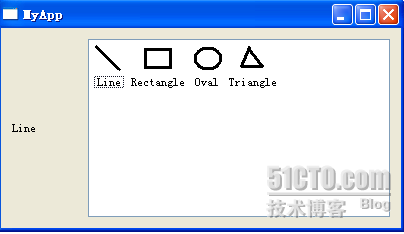 MyApp
Line Rectangle Oval Triangle
Line
51CTO.com
技术博客 Blog